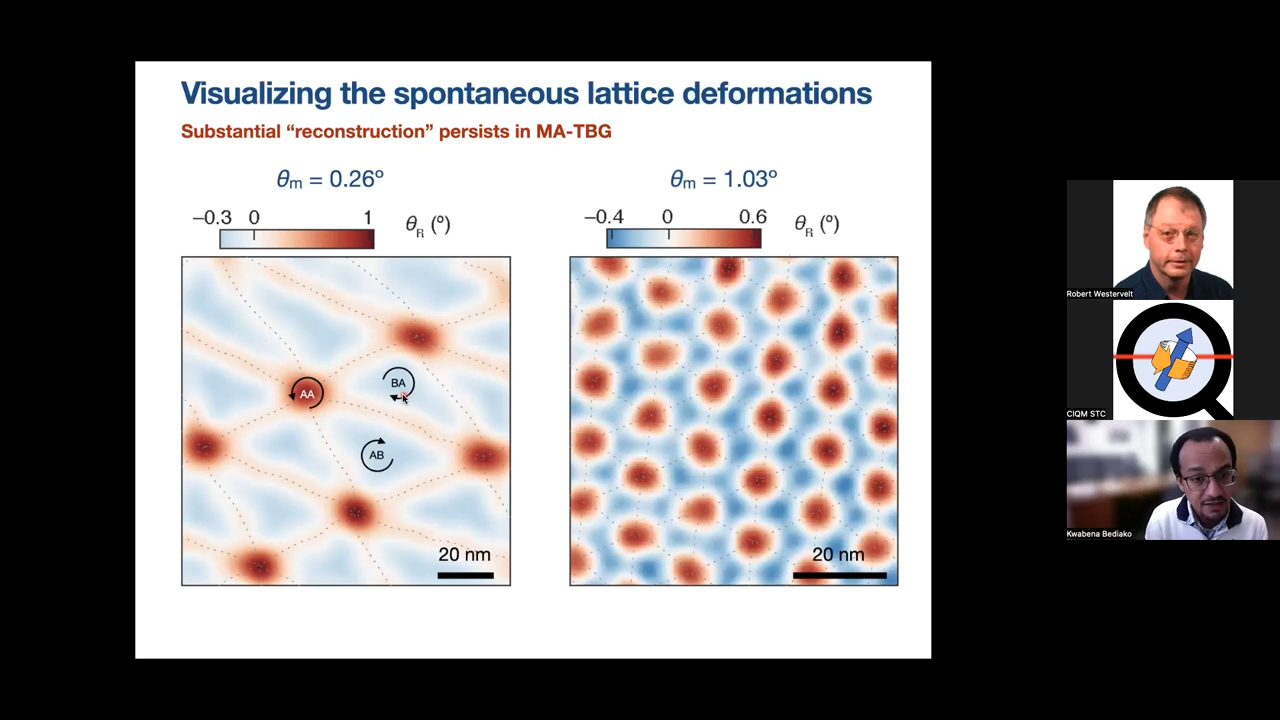 Visualizing the spontaneous lattice deformations
Substantial “reconstruction” persists in MA-TBG
θm = 0.26º
θm = 1.03º
−0.3 0 1 θR (º)
−0.4 0 0.6 θR (º)
AA
BA
AB
20 nm
20 nm
Robert Westervelt
CIQM STC
Kwabena Bediako